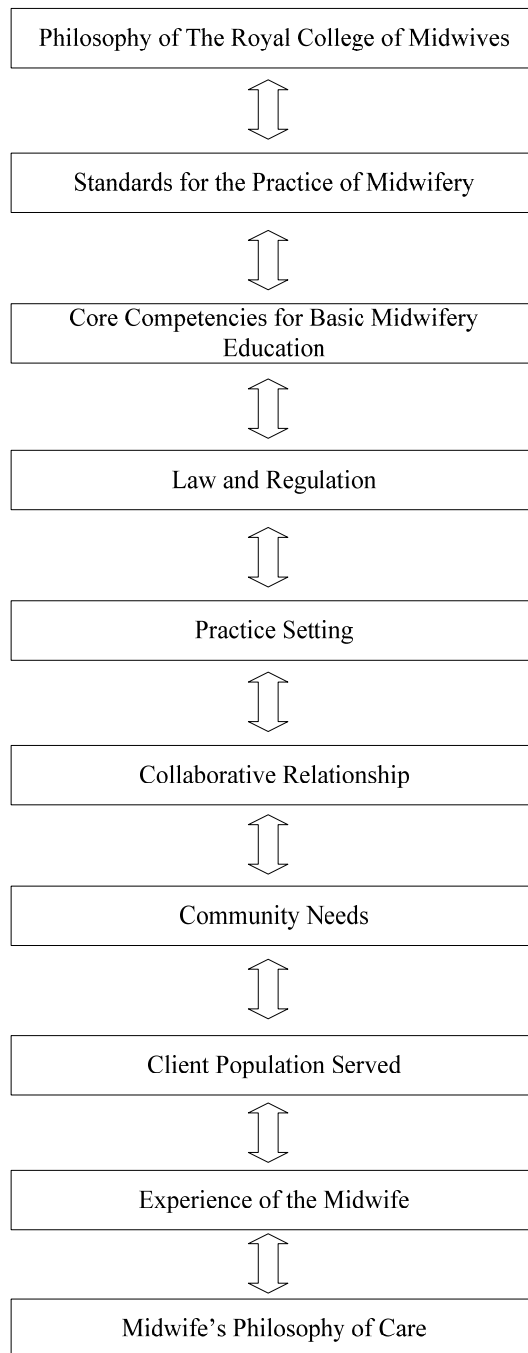 Philosophy of The Royal College of Midwives
Standards for the Practice of Midwifery
Core Competencies for Basic Midwifery
Education
Law and Regulation
Practice Setting
Collaborative Relationship
Community Needs
Client Population Served
Experience of the Midwife
Midwife’s Philosophy of Care